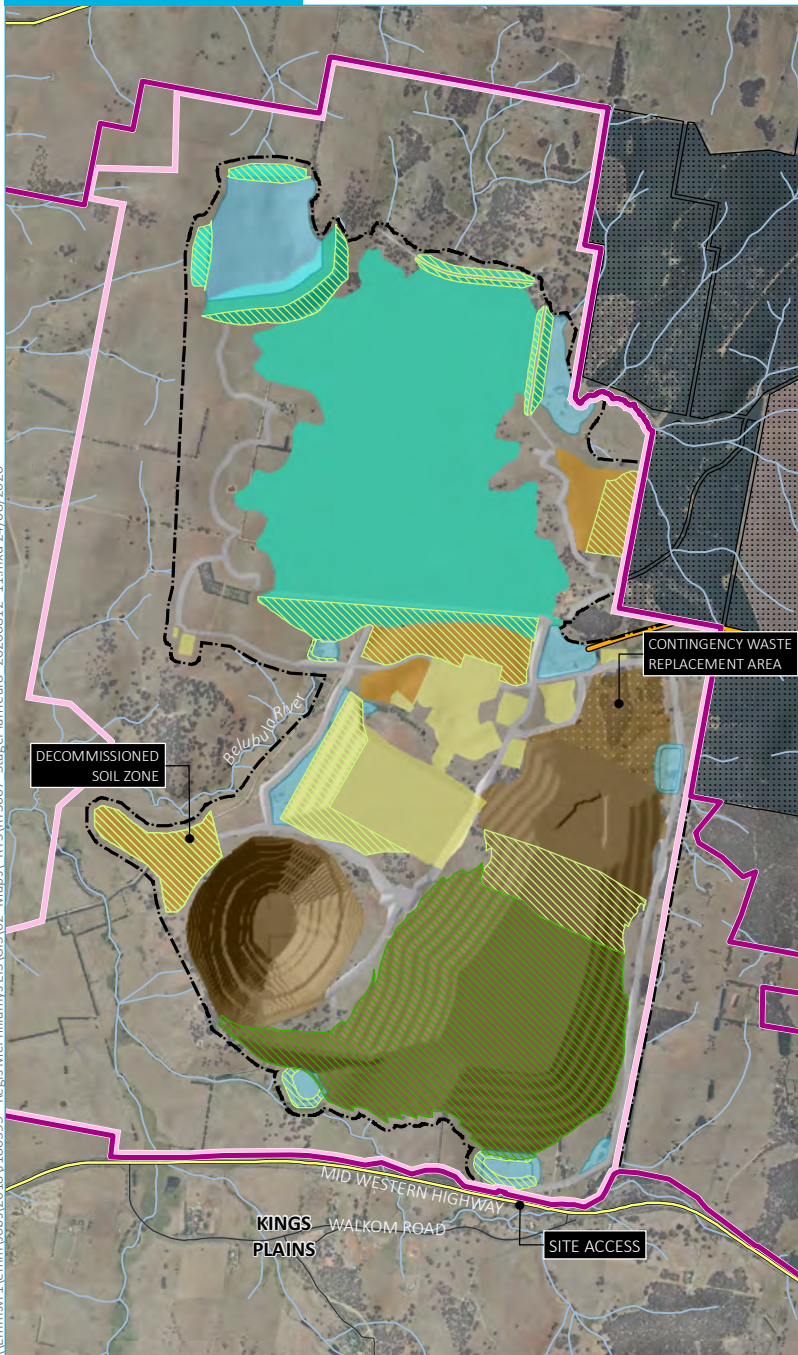 CONTINGENCY WASTE
REPLACEMENT AREA
Belubula River
DECOMMISSIONED
SOIL ZONE
MID WESTERN HIGHWAY
KINGS
PLAINS
WALKOM ROAD
SITE ACCESS